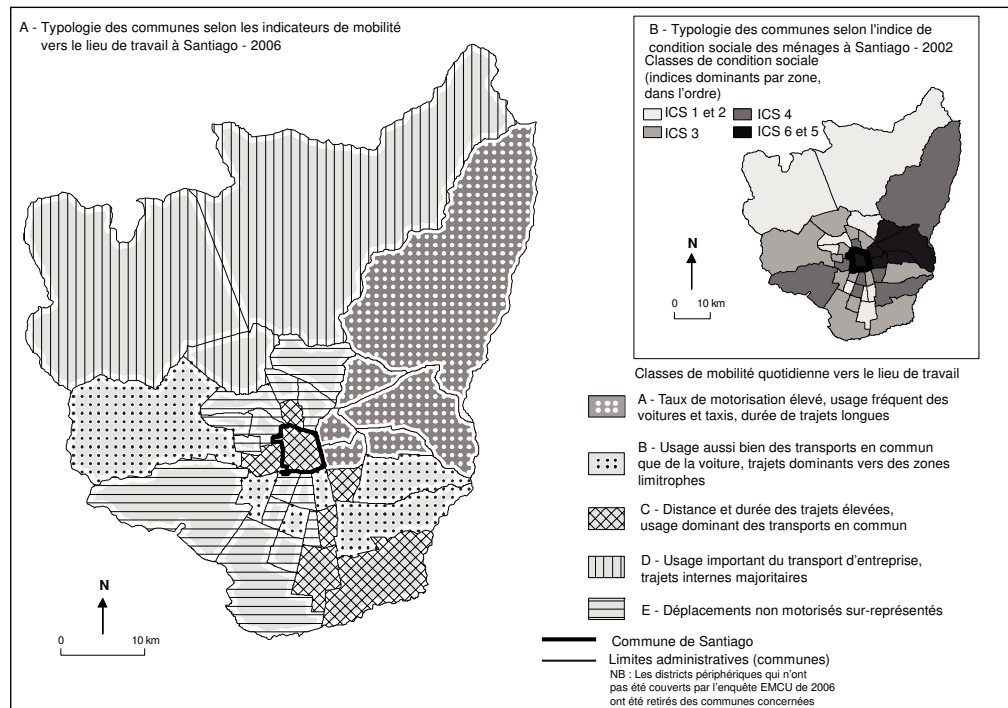 A - Typologie des communes selon les indicateurs de mobilité
vers le lieu de travail à Santiago - 2006
B - Typologie des communes selon l'indice de
condition sociale des ménages à Santiago - 2002
Classes de condition sociale
(indices dominants par zone,
dans l'ordre)
ICS 1 et 2
ICS 4
ICS 3
ICS 6 et 5
N
0 10 km
Classes de mobilité quotidienne vers le lieu de travail
A - Taux de motorisation élevé, usage fréquent des
voitures et taxis, durée de trajets longues
B - Usage aussi bien des transports en commun
que de la voiture, trajets dominants vers des zones
limitrophes
C - Distance et durée des trajets élevées,
usage dominant des transports en commun
D - Usage important du transport d'entreprise,
trajets internes majoritaires
E - Déplacements non motorisés sur-représentés
N
0 10 km
Commune de Santiago
Limites administratives (communes)
NB : Les districts périphériques qui n'ont
pas été couverts par l'enquête EMCU de 2006
ont été retirés des communes concernées